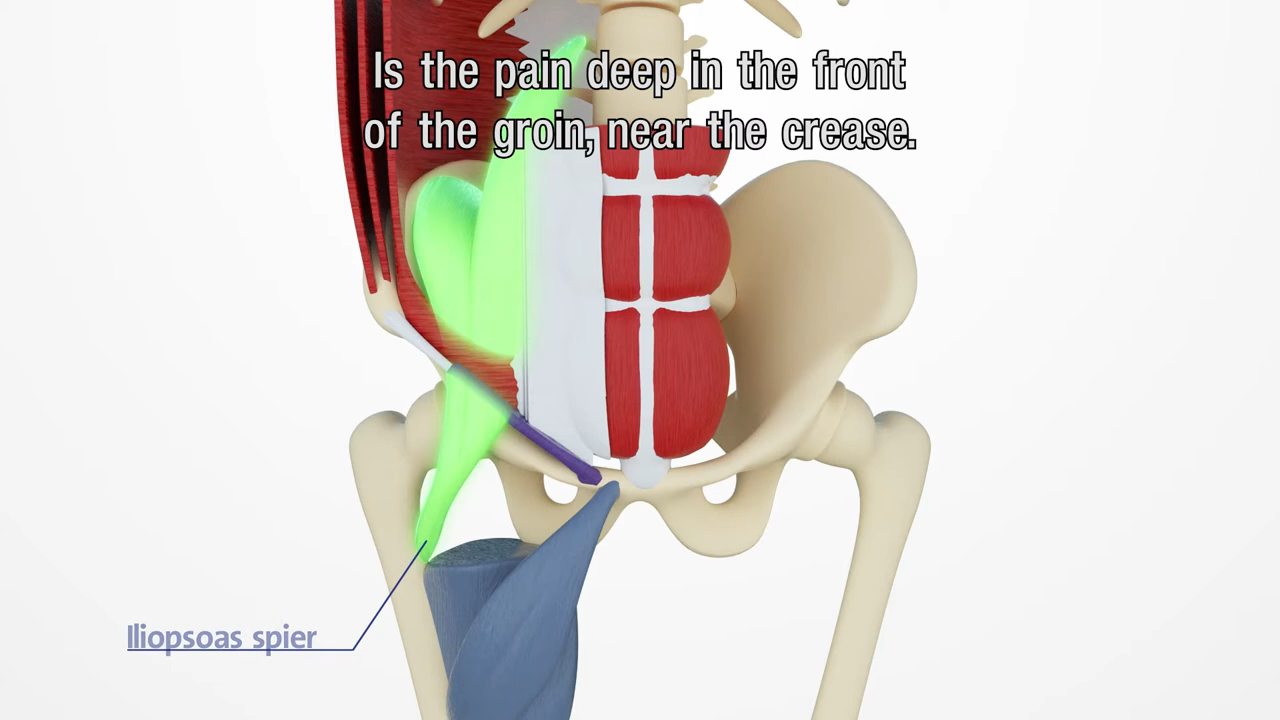 Is the pain deep in the front
of the groin, near the crease.
Iliopsoas spier